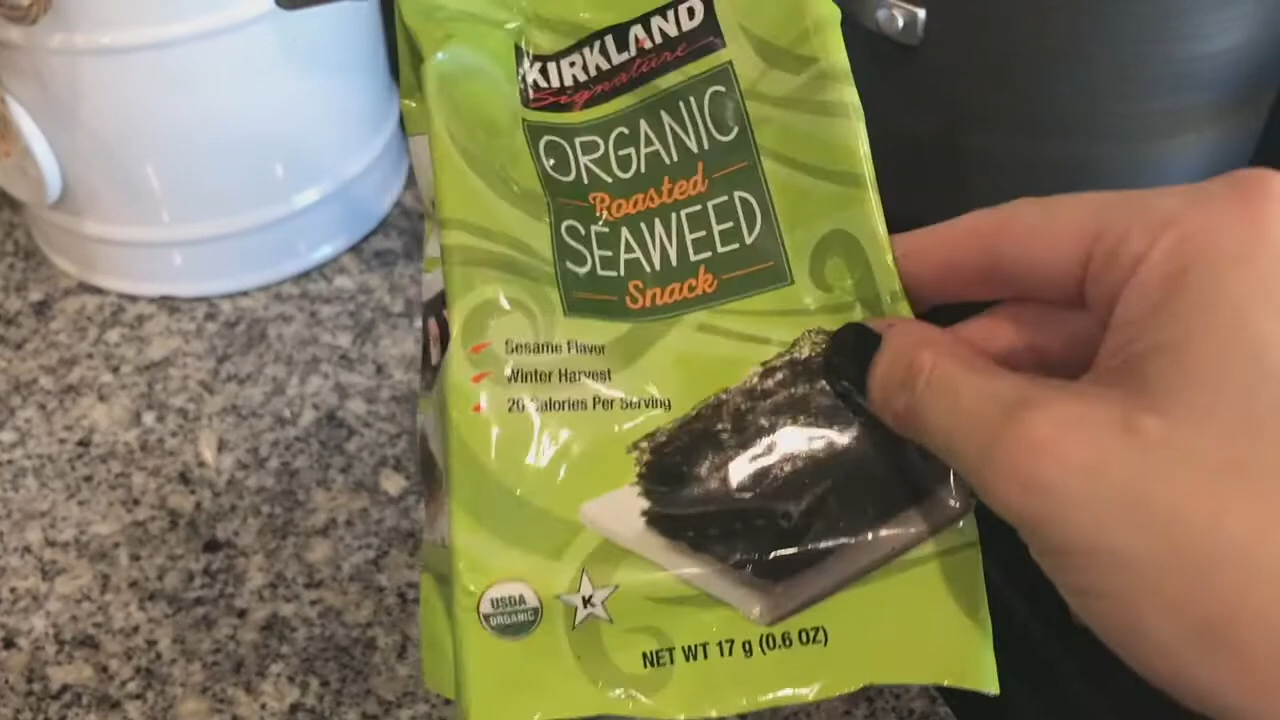 KIRKLAND
Signature
ORGANIC
Roasted
SEAWEED
Snack
Sesame Flavor
Winter Harvest
20 Calories Per Serving
USDA
ORGANIC
K
NET WT 17 g (0.6 OZ)